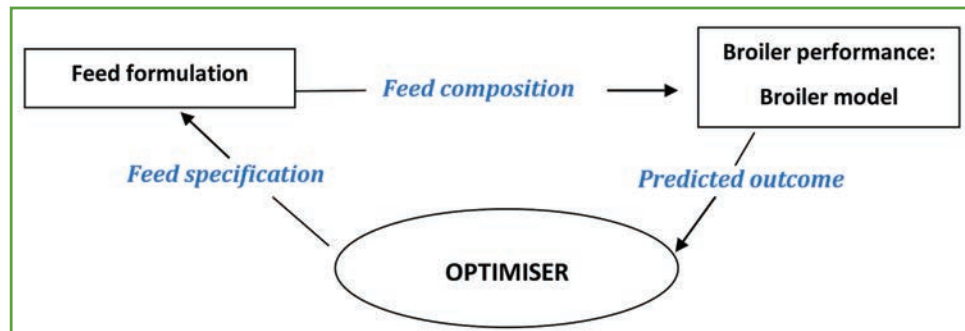 Feed formulation
Feed composition
Broiler performance:
Broiler model
Feed specification
Predicted outcome
OPTIMISER